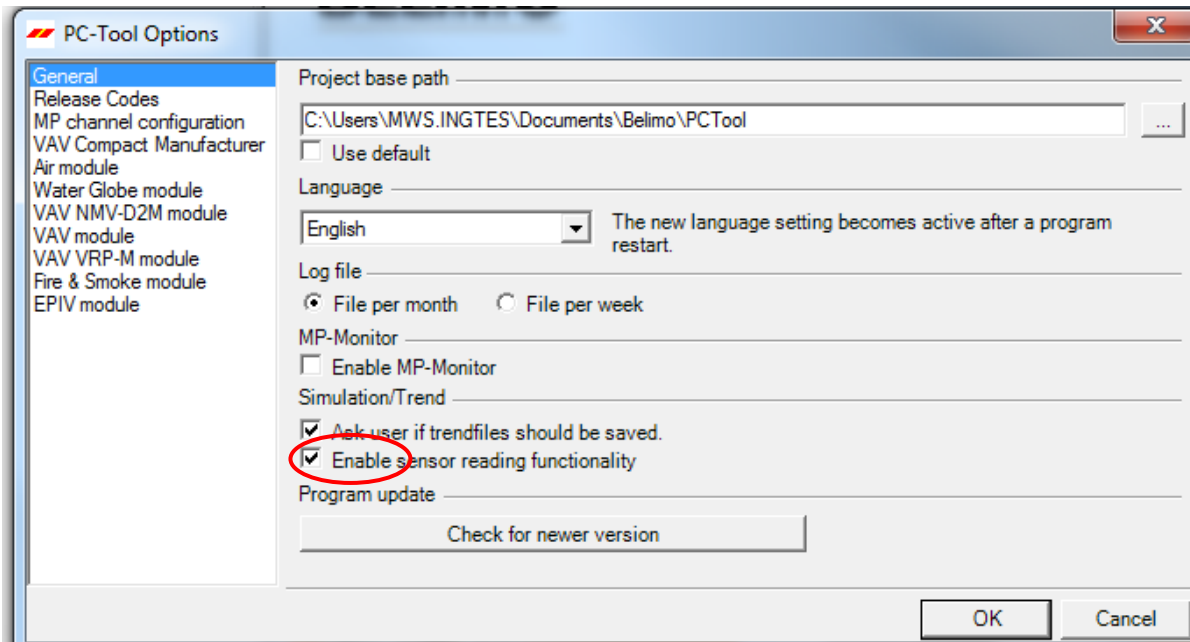 PC-Tool Options
X
General
Release Codes
MP channel configuration
VAV Compact Manufacturer
Air module
Water Globe module
VAV NMV-D2M module
VAV module
VAV VRP-M module
Fire & Smoke module
EPIV module
Project base path
C:\Users\MWS.INGTES\Documents\Belimo\PCTool
...
Use default
Language
English
The new language setting becomes active after a program
restart.
Log file
File per month
File per week
MP-Monitor
Enable MP-Monitor
Simulation/Trend
Ask user if trendfiles should be saved.
Enable sensor reading functionality
Program update
Check for newer version
OK
Cancel